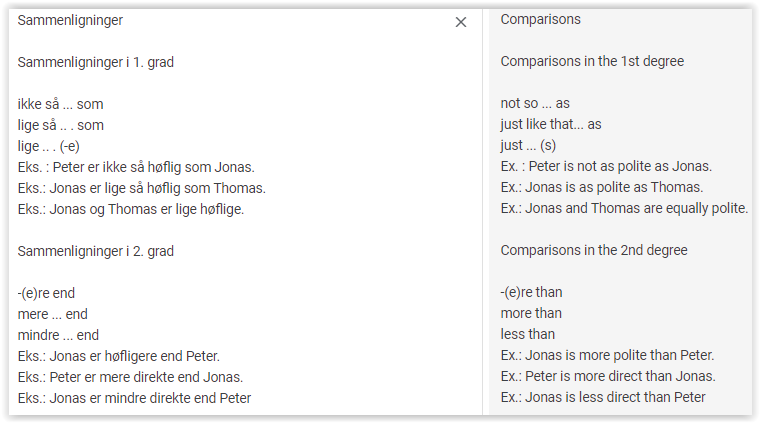 Sammenligninger
Sammenligninger i 1. grad
ikke så ... som
lige så .. . som
lige .. . (-e)
Eks. : Peter er ikke så høflig som Jonas.
Eks.: Jonas er lige så høflig som Thomas.
Eks.: Jonas og Thomas er lige høflige.
Sammenligninger i 2. grad
-(e)re end
mere ... end
mindre ... end
Eks.: Jonas er høfligere end Peter.
Eks.: Peter er mere direkte end Jonas.
Eks.: Jonas er mindre direkte end Peter
Comparisons
Comparisons in the 1st degree
not so ... as
just like that... as
just ... (s)
Ex. : Peter is not as polite as Jonas.
Ex.: Jonas is as polite as Thomas.
Ex.: Jonas and Thomas are equally polite.
Comparisons in the 2nd degree
-(e)re than
more than
less than
Ex.: Jonas is more polite than Peter.
Ex.: Peter is more direct than Jonas.
Ex.: Jonas is less direct than Peter